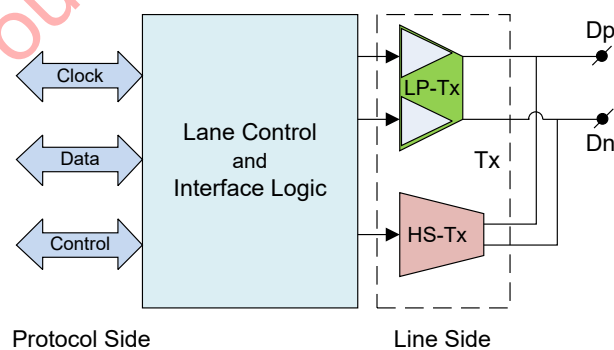 Clock
Data
Control
Lane Control
and
Interface Logic
LP-Tx
HS-Tx
Tx
Dp
Dn
Protocol Side
Line Side